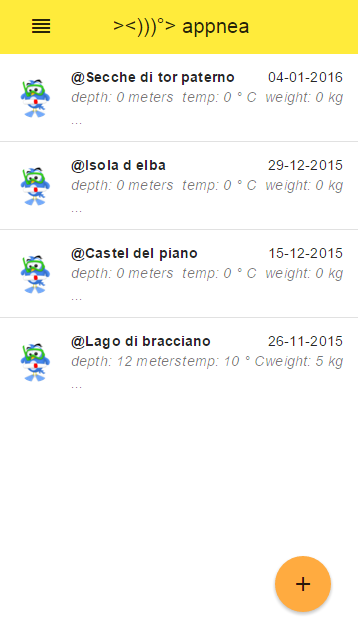 ><)))°> appnea
@Secche di tor paterno 04-01-2016
depth: 0 meters temp: 0 ° C weight: 0 kg
...
@Isola d elba 29-12-2015
depth: 0 meters temp: 0 ° C weight: 0 kg
...
@Castel del piano 15-12-2015
depth: 0 meters temp: 0 ° C weight: 0 kg
...
@Lago di bracciano 26-11-2015
depth: 12 meterstemp: 10 ° Cweight: 5 kg
...
+